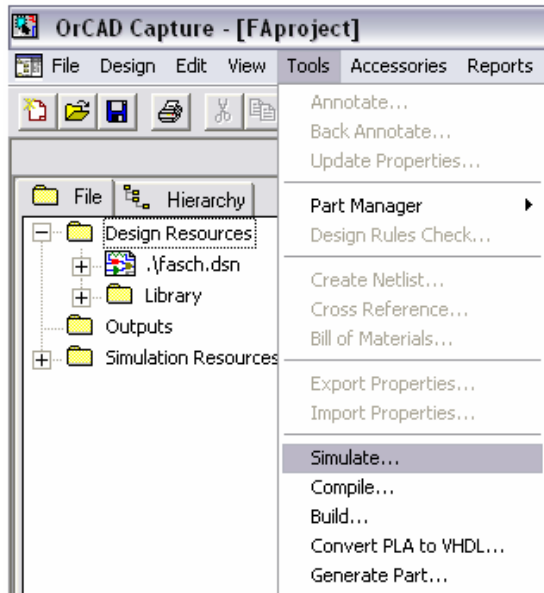 OrCAD Capture - [FAproject]
File Design Edit View Tools Accessories Reports
Annotate...
Back Annotate...
Update Properties...
File Hierarchy
Part Manager
Design Resources
Design Rules Check...
.\fasch.dsn
Create Netlist...
Library
Cross Reference...
Outputs
Bill of Materials...
Simulation Resources
Export Properties...
Import Properties...
Simulate...
Compile...
Build...
Convert PLA to VHDL...
Generate Part...